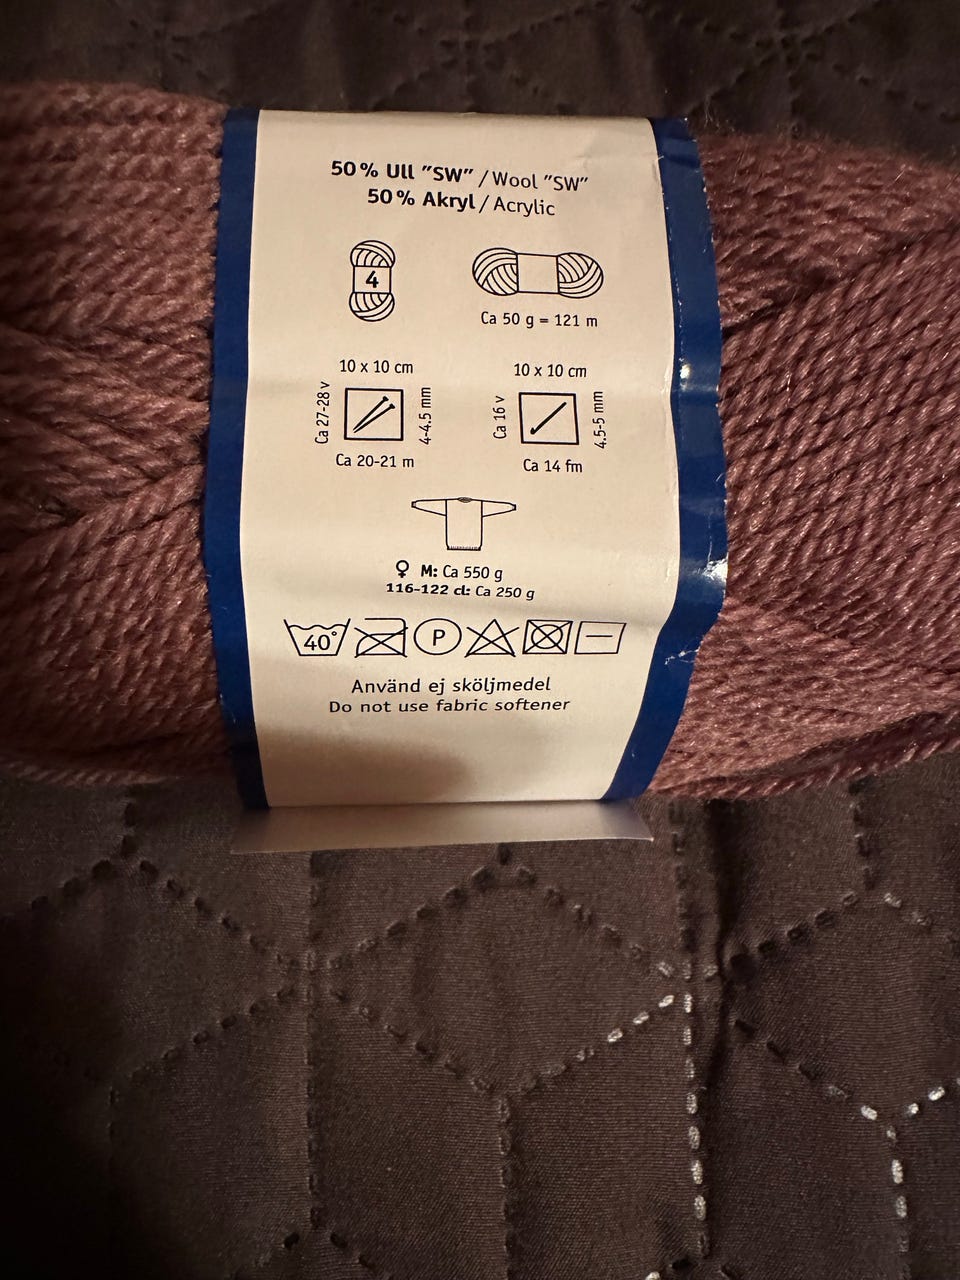 50% Ull "SW" / Wool "SW"
50% Akryl / Acrylic
4
Ca 50 g = 121 m
10 x 10 cm
Ca 27-28 v
4-4.5 mm
Ca 20-21 m
10 x 10 cm
Ca 16 v
4.5-5 mm
Ca 14 fm
♀ M: Ca 550 g
116-122 cl: Ca 250 g
40° P
Använd ej sköljmedel
Do not use fabric softener